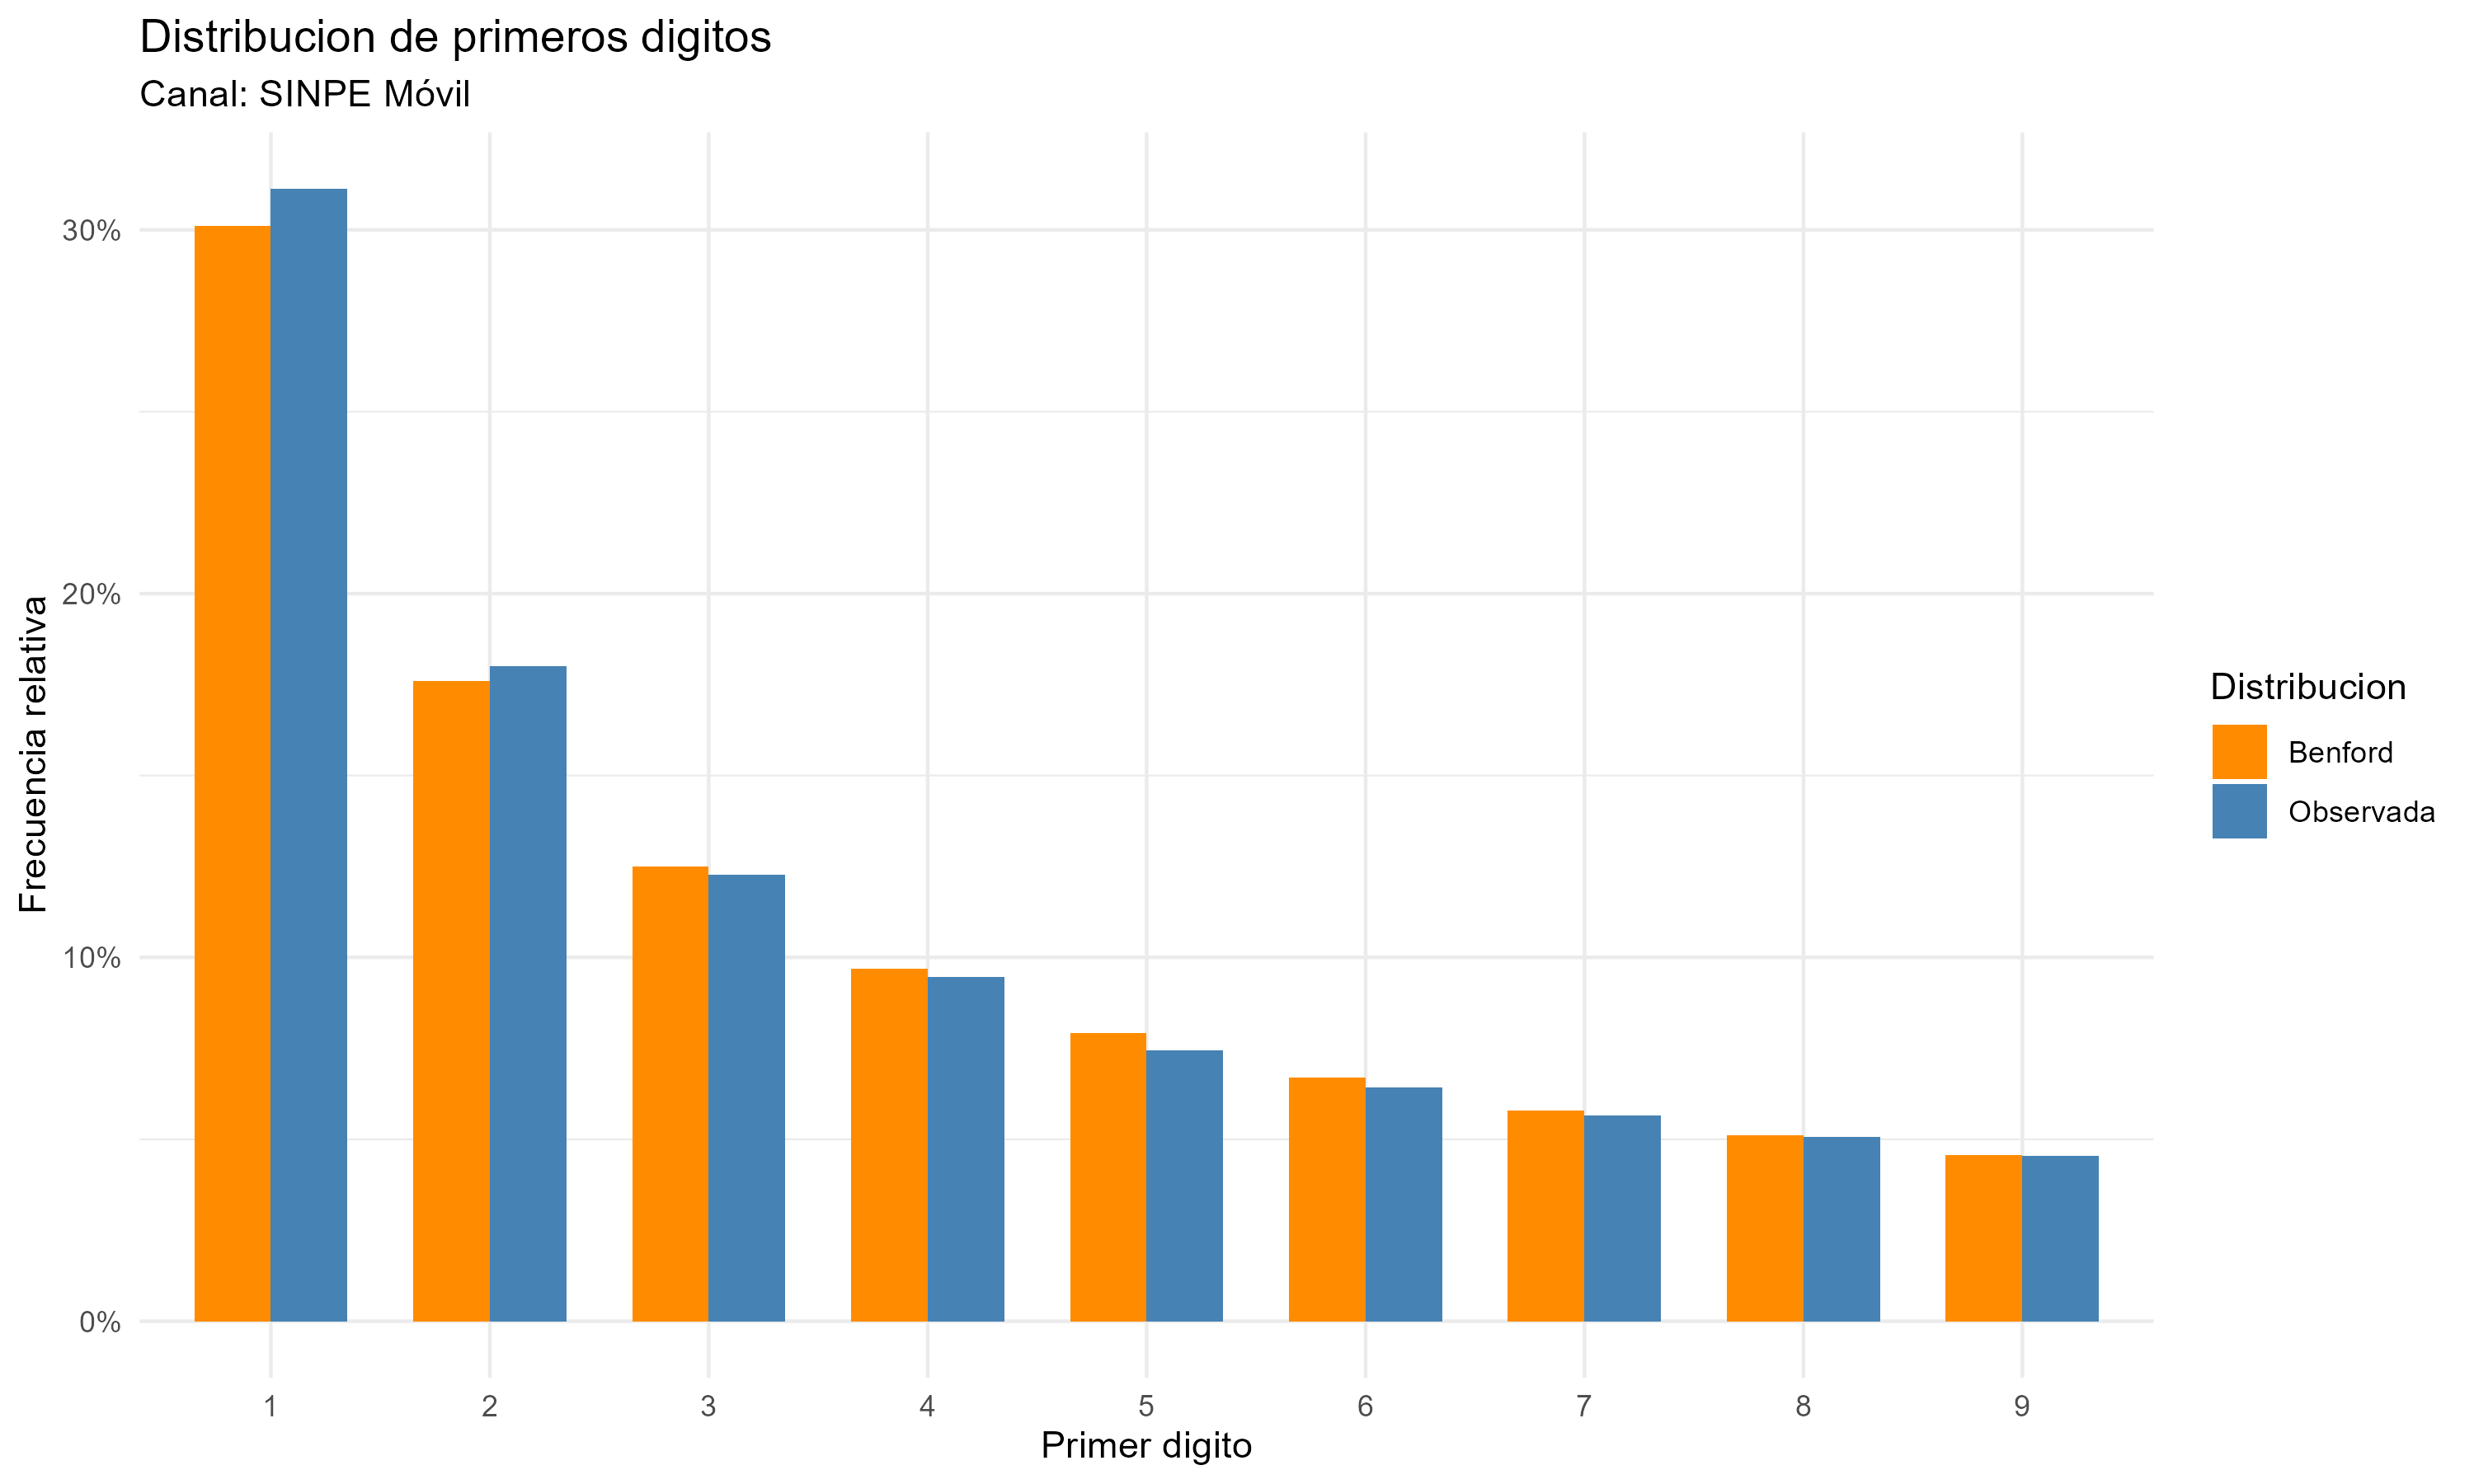 Distribucion de primeros digitos
Canal: SINPE Móvil
Frecuencia relativa
30%
20%
10%
0%
1 2 3 4 5 6 7 8 9
Primer digito
Distribucion
Benford
Observada